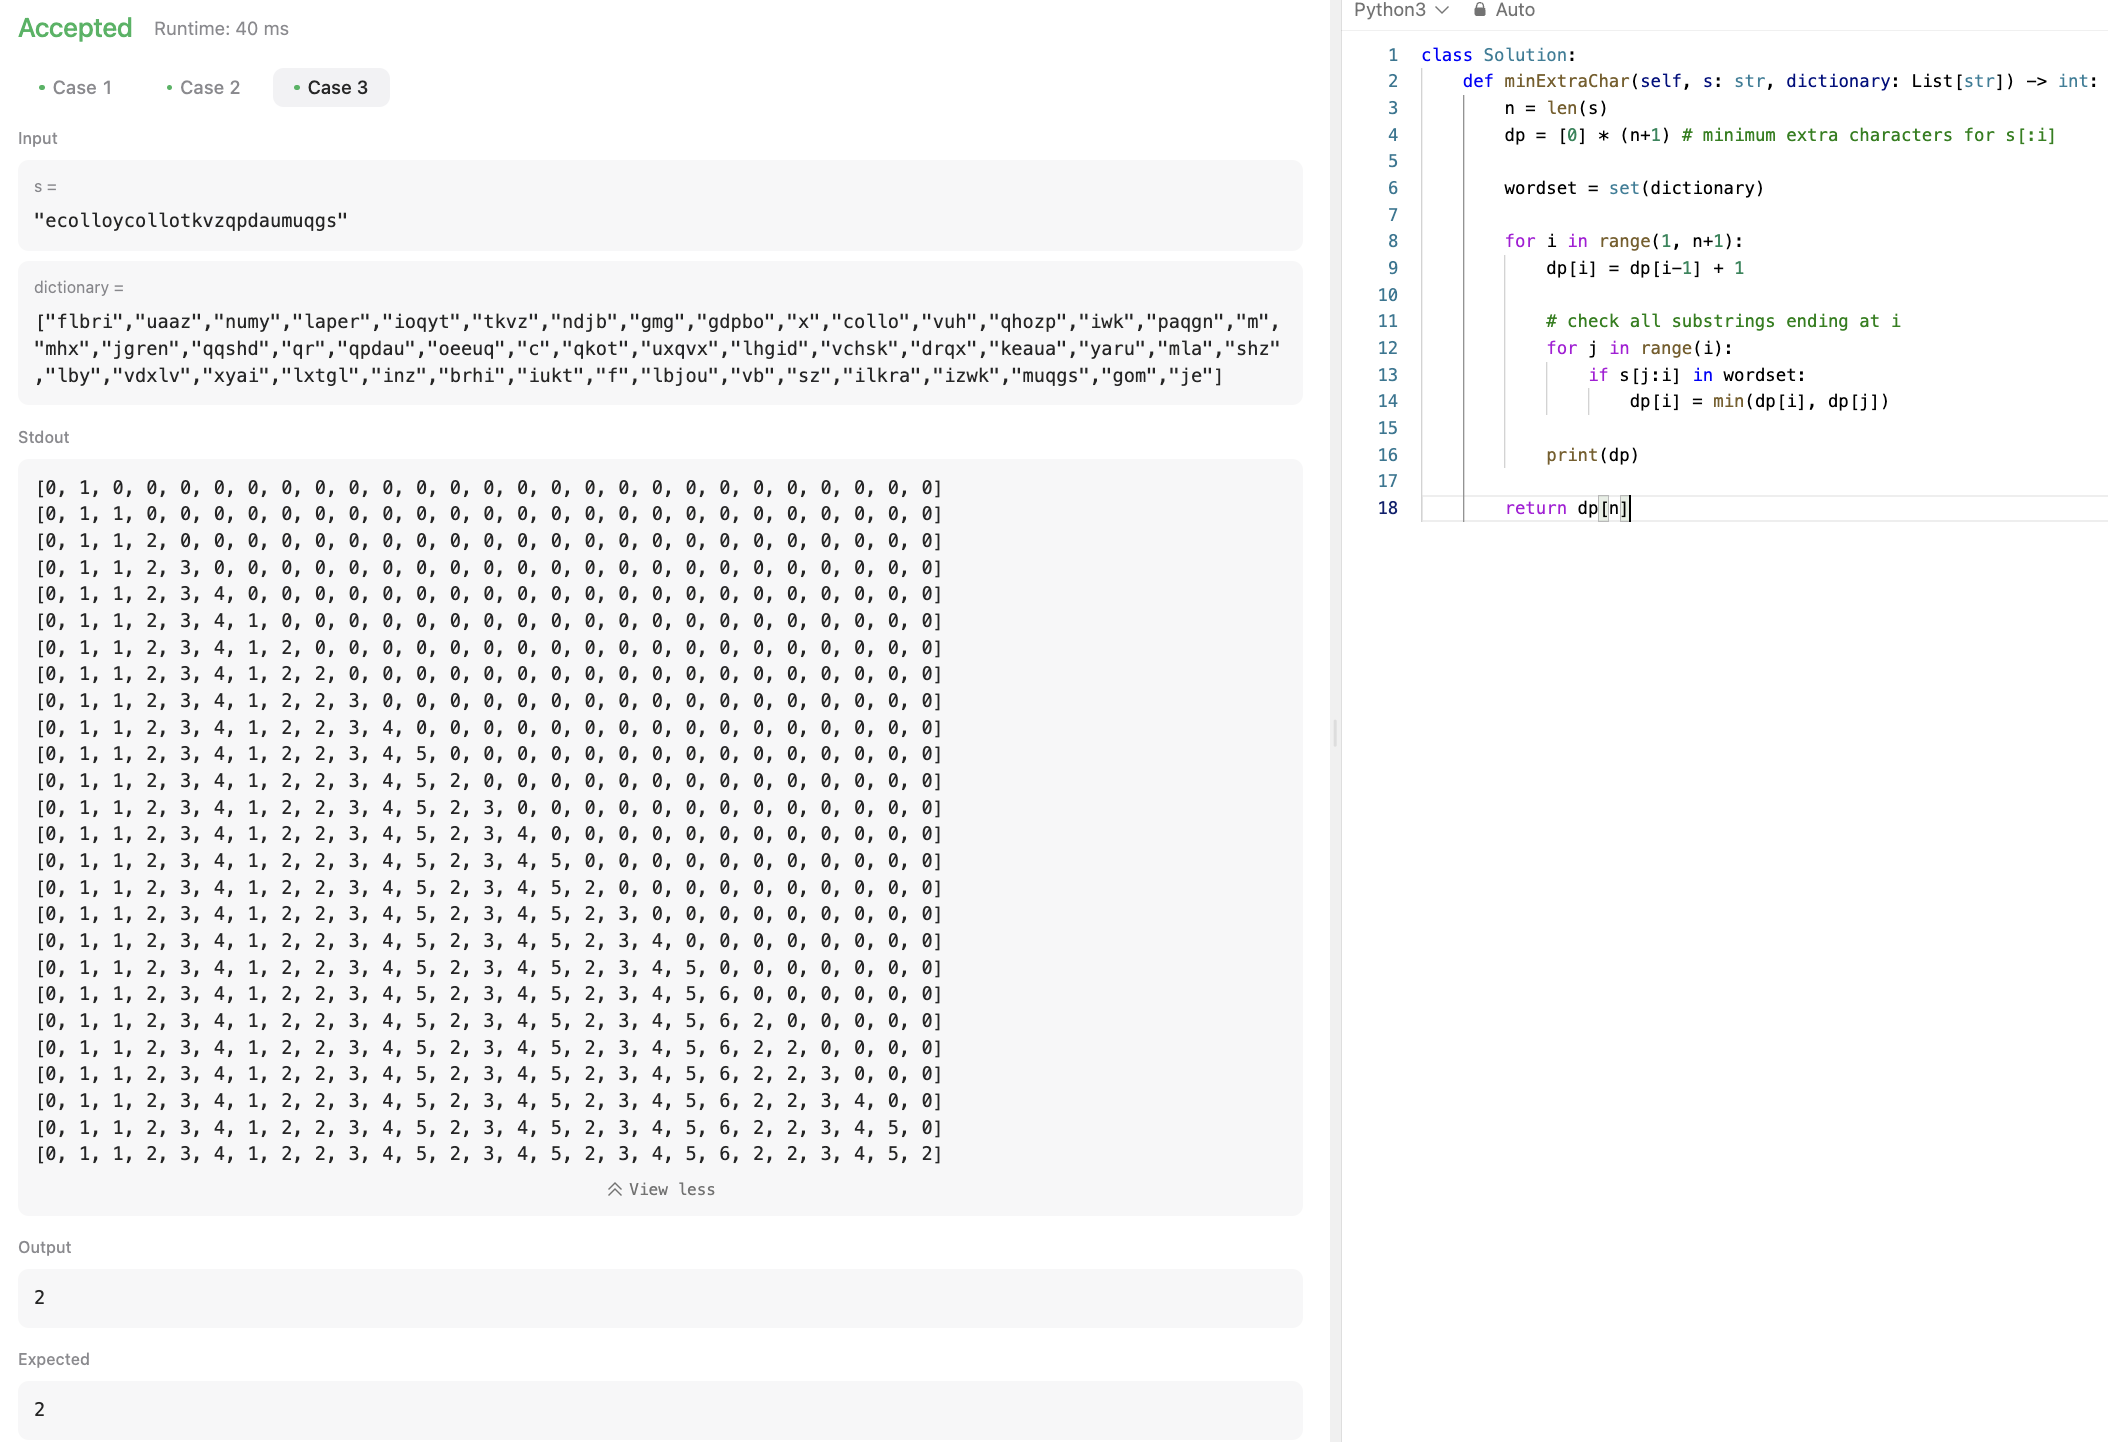 Accepted Runtime: 40 ms
• Case 1 • Case 2 • Case 3
Input
s =
"ecolloycollotkvzqpdaumuqgs"
dictionary =
["flbri","uaaz","numy","laper","ioqyt","tkvz","ndjb","gmg","gdpbo","x","collo","vuh","qhozp","iwk","paqgn","m",
"mhx","jgren","qqshd","qr","qpdau","oeeuq","c","qkot","uxqvx","lhgid","vchsk","drqx","keaua","yaru","mla","shz"
,"lby","vdxlv","xyai","lxtgl","inz","brhi","iukt","f","lbjou","vb","sz","ilkra","izwk","muqgs","gom","je"]
Stdout
[0, 1, 0, 0, 0, 0, 0, 0, 0, 0, 0, 0, 0, 0, 0, 0, 0, 0, 0, 0, 0, 0, 0, 0, 0, 0, 0]
[0, 1, 1, 0, 0, 0, 0, 0, 0, 0, 0, 0, 0, 0, 0, 0, 0, 0, 0, 0, 0, 0, 0, 0, 0, 0, 0]
[0, 1, 1, 2, 0, 0, 0, 0, 0, 0, 0, 0, 0, 0, 0, 0, 0, 0, 0, 0, 0, 0, 0, 0, 0, 0, 0]
[0, 1, 1, 2, 3, 0, 0, 0, 0, 0, 0, 0, 0, 0, 0, 0, 0, 0, 0, 0, 0, 0, 0, 0, 0, 0, 0]
[0, 1, 1, 2, 3, 4, 0, 0, 0, 0, 0, 0, 0, 0, 0, 0, 0, 0, 0, 0, 0, 0, 0, 0, 0, 0, 0]
[0, 1, 1, 2, 3, 4, 1, 0, 0, 0, 0, 0, 0, 0, 0, 0, 0, 0, 0, 0, 0, 0, 0, 0, 0, 0, 0]
[0, 1, 1, 2, 3, 4, 1, 2, 0, 0, 0, 0, 0, 0, 0, 0, 0, 0, 0, 0, 0, 0, 0, 0, 0, 0, 0]
[0, 1, 1, 2, 3, 4, 1, 2, 2, 0, 0, 0, 0, 0, 0, 0, 0, 0, 0, 0, 0, 0, 0, 0, 0, 0, 0]
[0, 1, 1, 2, 3, 4, 1, 2, 2, 3, 0, 0, 0, 0, 0, 0, 0, 0, 0, 0, 0, 0, 0, 0, 0, 0, 0]
[0, 1, 1, 2, 3, 4, 1, 2, 2, 3, 4, 0, 0, 0, 0, 0, 0, 0, 0, 0, 0, 0, 0, 0, 0, 0, 0]
[0, 1, 1, 2, 3, 4, 1, 2, 2, 3, 4, 5, 0, 0, 0, 0, 0, 0, 0, 0, 0, 0, 0, 0, 0, 0, 0]
[0, 1, 1, 2, 3, 4, 1, 2, 2, 3, 4, 5, 2, 0, 0, 0, 0, 0, 0, 0, 0, 0, 0, 0, 0, 0, 0]
[0, 1, 1, 2, 3, 4, 1, 2, 2, 3, 4, 5, 2, 3, 0, 0, 0, 0, 0, 0, 0, 0, 0, 0, 0, 0, 0]
[0, 1, 1, 2, 3, 4, 1, 2, 2, 3, 4, 5, 2, 3, 4, 0, 0, 0, 0, 0, 0, 0, 0, 0, 0, 0, 0]
[0, 1, 1, 2, 3, 4, 1, 2, 2, 3, 4, 5, 2, 3, 4, 5, 0, 0, 0, 0, 0, 0, 0, 0, 0, 0, 0]
[0, 1, 1, 2, 3, 4, 1, 2, 2, 3, 4, 5, 2, 3, 4, 5, 2, 0, 0, 0, 0, 0, 0, 0, 0, 0, 0]
[0, 1, 1, 2, 3, 4, 1, 2, 2, 3, 4, 5, 2, 3, 4, 5, 2, 3, 0, 0, 0, 0, 0, 0, 0, 0, 0]
[0, 1, 1, 2, 3, 4, 1, 2, 2, 3, 4, 5, 2, 3, 4, 5, 2, 3, 4, 0, 0, 0, 0, 0, 0, 0, 0]
[0, 1, 1, 2, 3, 4, 1, 2, 2, 3, 4, 5, 2, 3, 4, 5, 2, 3, 4, 5, 0, 0, 0, 0, 0, 0, 0]
[0, 1, 1, 2, 3, 4, 1, 2, 2, 3, 4, 5, 2, 3, 4, 5, 2, 3, 4, 5, 6, 0, 0, 0, 0, 0, 0]
[0, 1, 1, 2, 3, 4, 1, 2, 2, 3, 4, 5, 2, 3, 4, 5, 2, 3, 4, 5, 6, 2, 0, 0, 0, 0, 0]
[0, 1, 1, 2, 3, 4, 1, 2, 2, 3, 4, 5, 2, 3, 4, 5, 2, 3, 4, 5, 6, 2, 2, 0, 0, 0, 0]
[0, 1, 1, 2, 3, 4, 1, 2, 2, 3, 4, 5, 2, 3, 4, 5, 2, 3, 4, 5, 6, 2, 2, 3, 0, 0, 0]
[0, 1, 1, 2, 3, 4, 1, 2, 2, 3, 4, 5, 2, 3, 4, 5, 2, 3, 4, 5, 6, 2, 2, 3, 4, 0, 0]
[0, 1, 1, 2, 3, 4, 1, 2, 2, 3, 4, 5, 2, 3, 4, 5, 2, 3, 4, 5, 6, 2, 2, 3, 4, 5, 0]
[0, 1, 1, 2, 3, 4, 1, 2, 2, 3, 4, 5, 2, 3, 4, 5, 2, 3, 4, 5, 6, 2, 2, 3, 4, 5, 2]
View less
Output
2
Expected
2
Python3 Auto
1 class Solution:
2     def minExtraChar(self, s: str, dictionary: List[str]) -> int:
3         n = len(s)
4         dp = [0] * (n+1) # minimum extra characters for s[:i]
5
6         wordset = set(dictionary)
7
8         for i in range(1, n+1):
9             dp[i] = dp[i-1] + 1
10
11             # check all substrings ending at i
12             for j in range(i):
13                 if s[j:i] in wordset:
14                     dp[i] = min(dp[i], dp[j])
15
16             print(dp)
17
18         return dp[n]